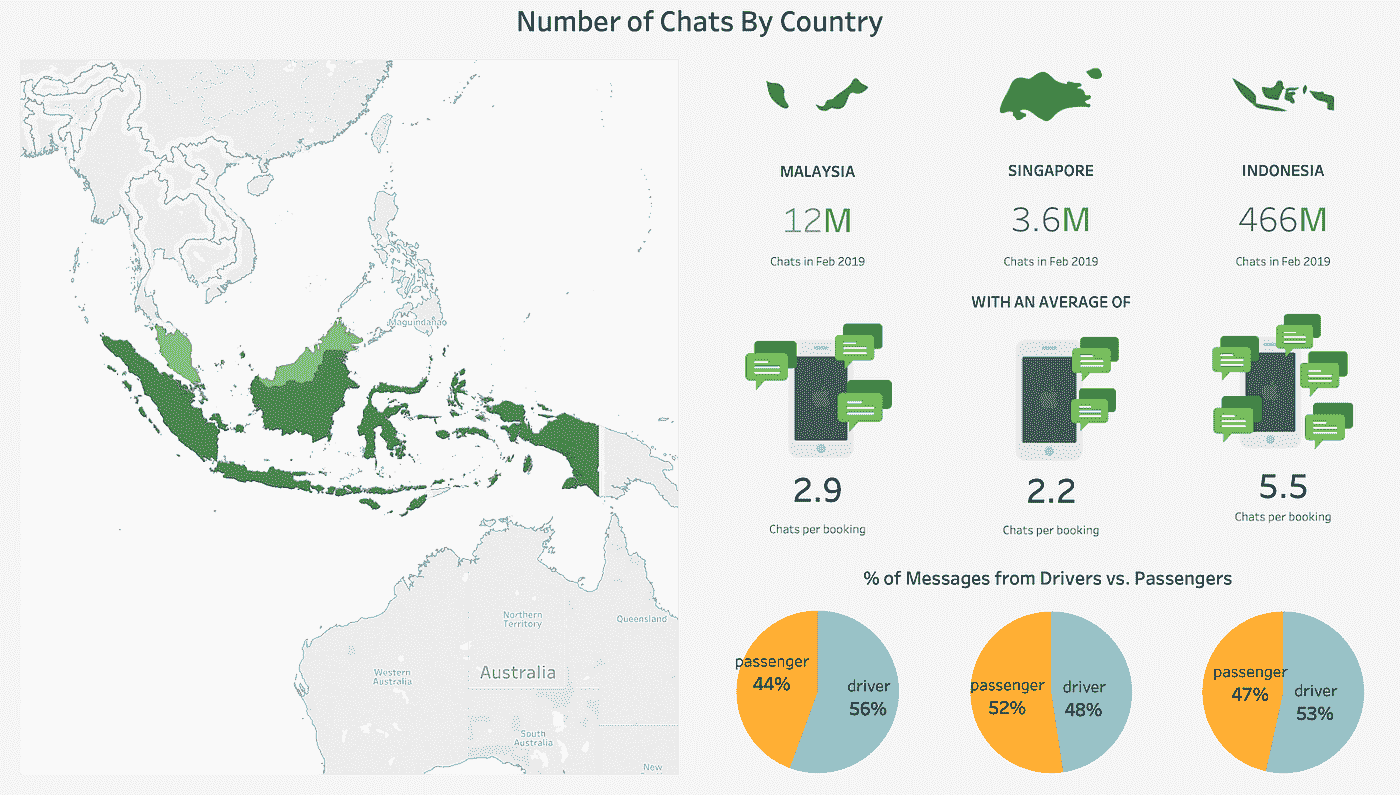 Number of Chats By Country
Maguindanao
Northern
Territory
Queensland
Western
Australia
Australia
South
Australia
New
MALAYSIA
SINGAPORE
INDONESIA
12M
3.6M
466M
Chats in Feb 2019
Chats in Feb 2019
Chats in Feb 2019
WITH AN AVERAGE OF
2.9
2.2
5.5
Chats per booking
Chats per booking
Chats per booking
% of Messages from Drivers vs. Passengers
passenger
44%
driver
56%
passenger
52%
driver
48%
passenger
47%
driver
53%